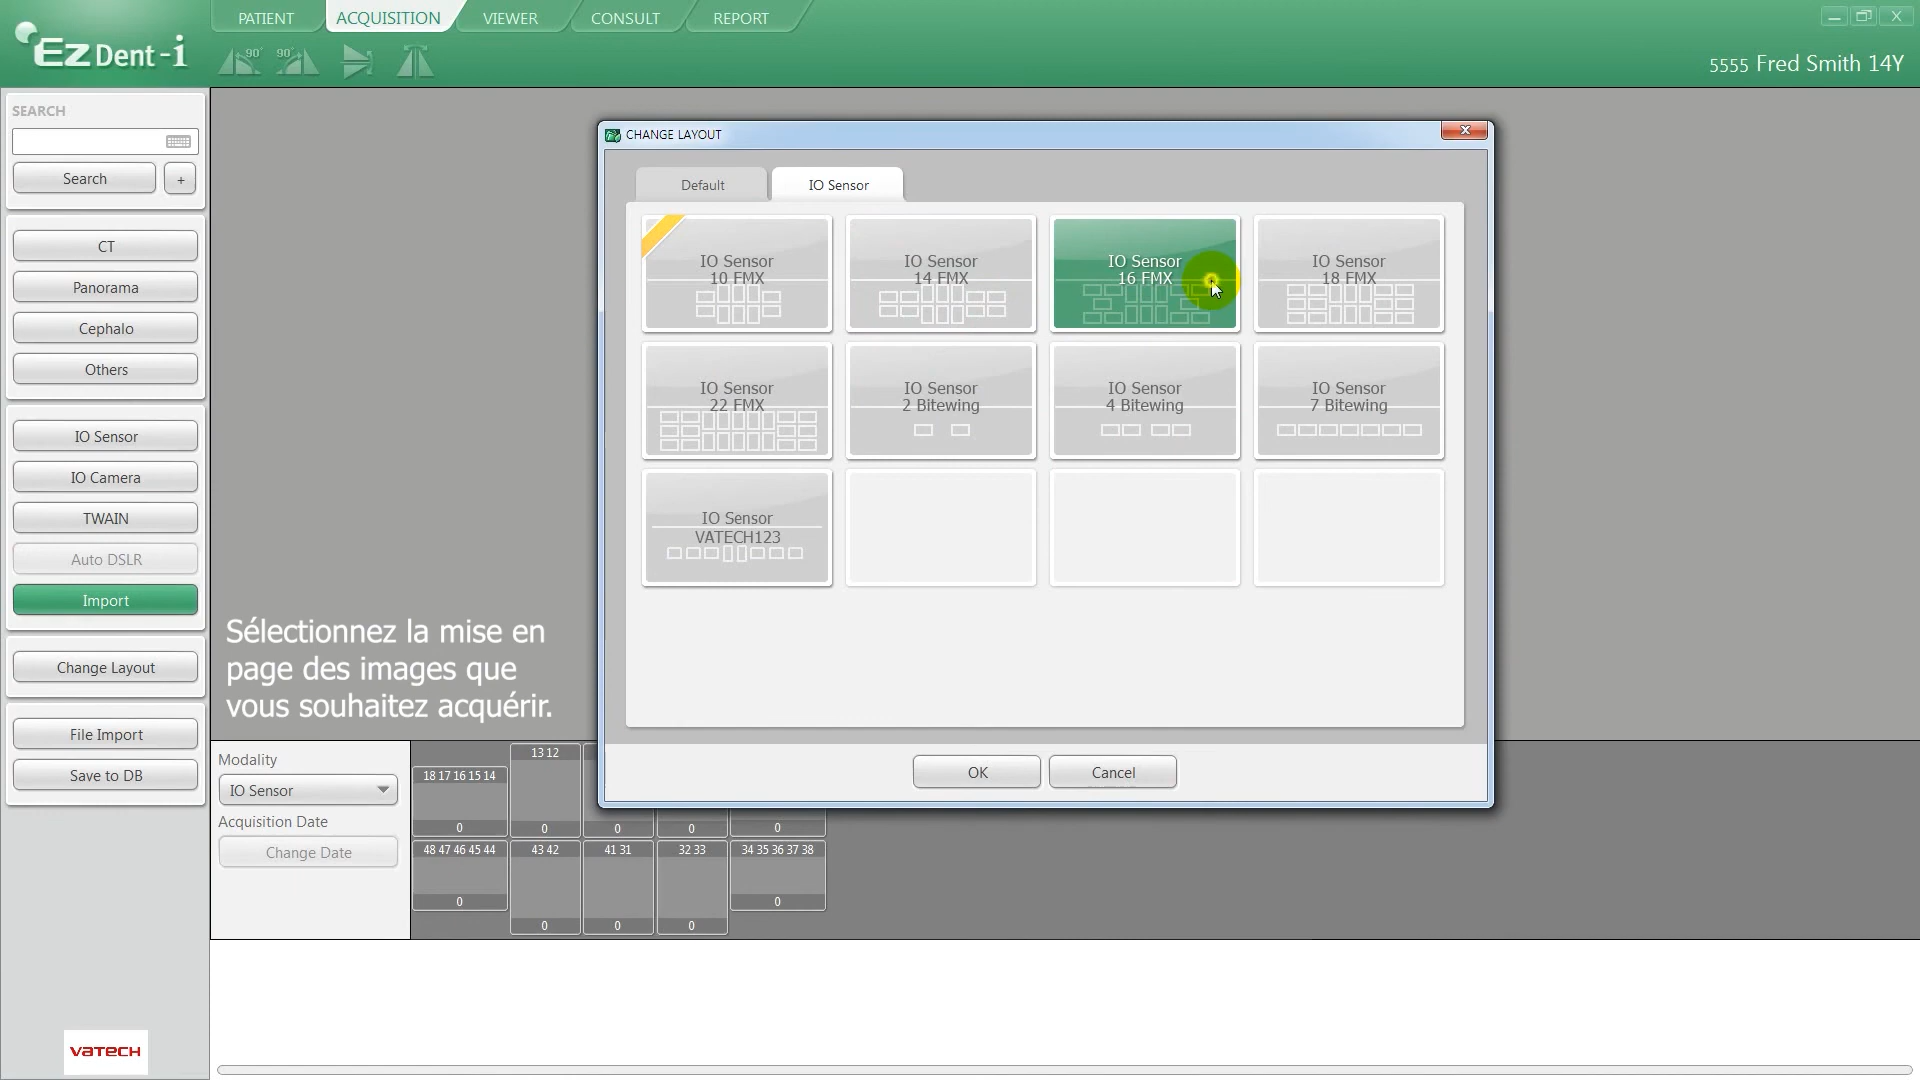 Ez Dent-i
PATIENT
ACQUISITION
VIEWER
CONSULT
REPORT
90°
90°
5555 Fred Smith 14Y
SEARCH
Search
+
CT
Panorama
Cephalo
Others
IO Sensor
IO Camera
TWAIN
Auto DSLR
Import
Change Layout
File Import
Save to DB
vatech
CHANGE LAYOUT
Default
IO Sensor
IO Sensor
10 FMX
IO Sensor
14 FMX
IO Sensor
16 FMX
IO Sensor
18 FMX
IO Sensor
22 FMX
IO Sensor
2 Bitewing
IO Sensor
4 Bitewing
IO Sensor
7 Bitewing
IO Sensor
VATECH123
OK
Cancel
Sélectionnez la mise en
page des images que
vous souhaitez acquérir.
Modality
IO Sensor
Acquisition Date
Change Date
18 17 16 15 14
0
13 12
0
0
0
0
48 47 46 45 44
0
43 42
0
41 31
0
32 33
0
34 35 36 37 38
0